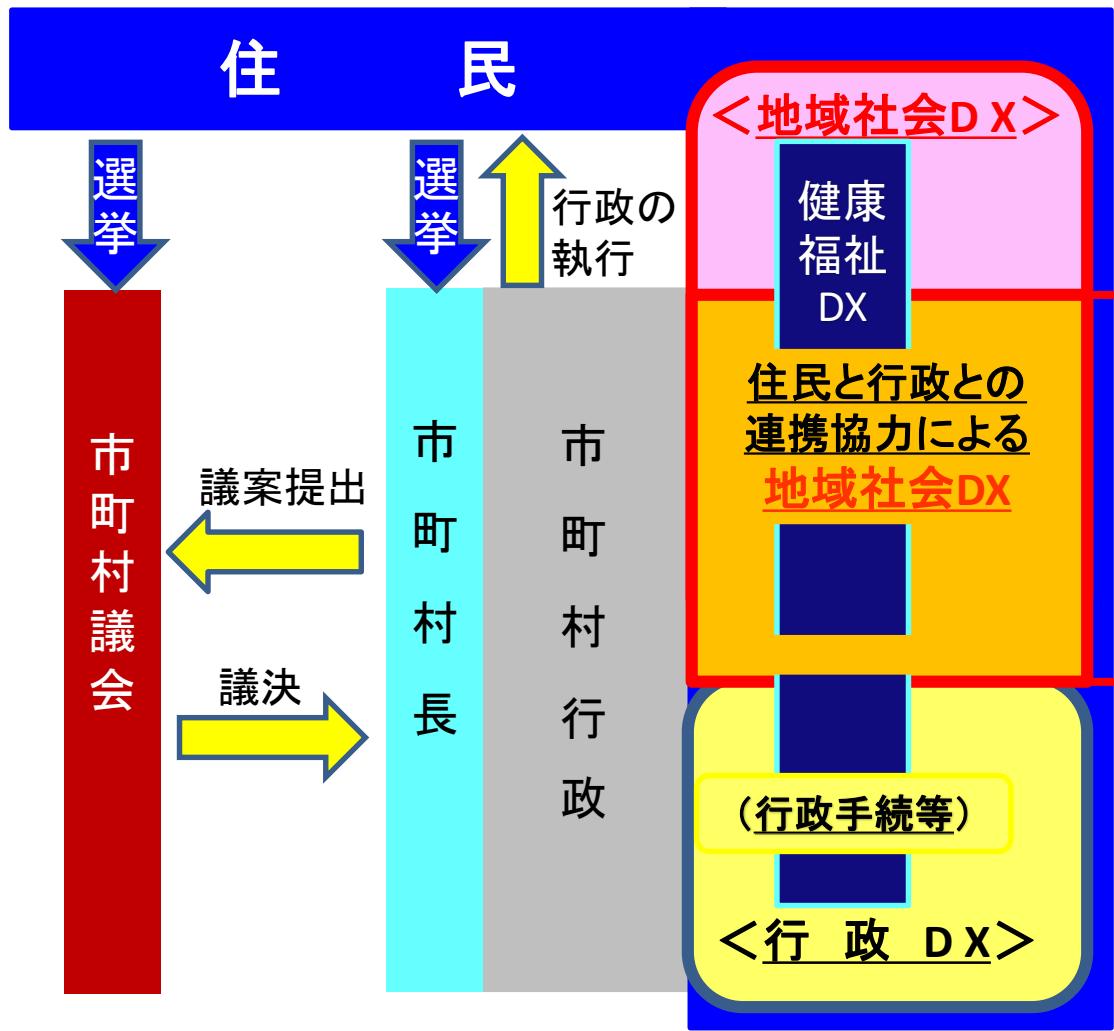 住　民
＜地域社会DX＞
選挙
選挙
行政の
執行
健康
福祉
DX
住民と行政との
連携協力による
地域社会DX
市町村議会
議案提出
議決
市町村長
市町村行政
（行政手続等）
＜行　政　DX＞